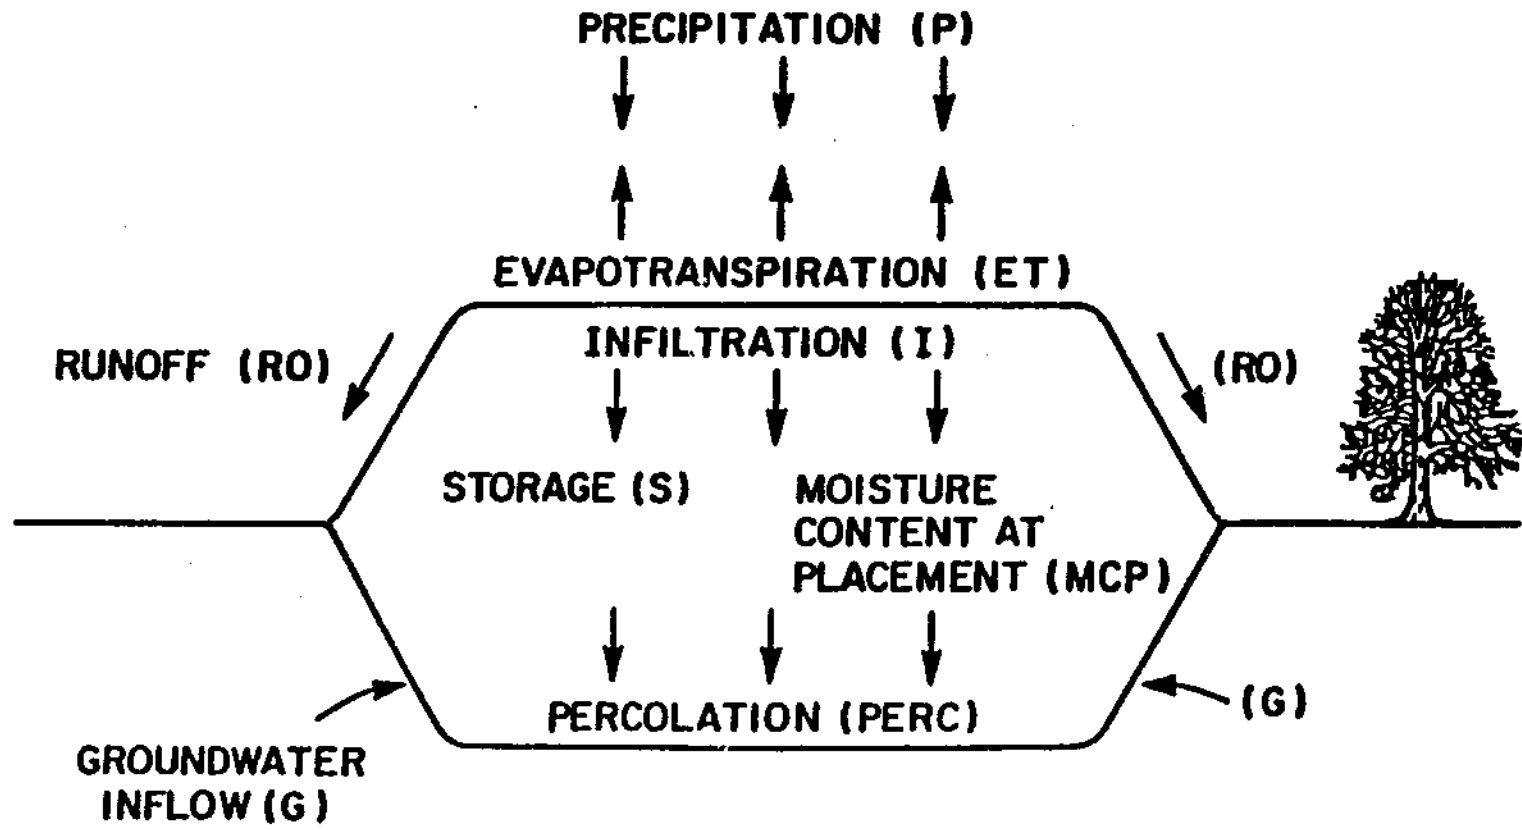 PRECIPITATION (P)
EVAPOTRANSPIRATION (ET)
INFILTRATION (I)
RUNOFF (RO)
(RO)
STORAGE (S)
MOISTURE
CONTENT AT
PLACEMENT (MCP)
PERCOLATION (PERC)
(G)
GROUNDWATER
INFLOW (G)